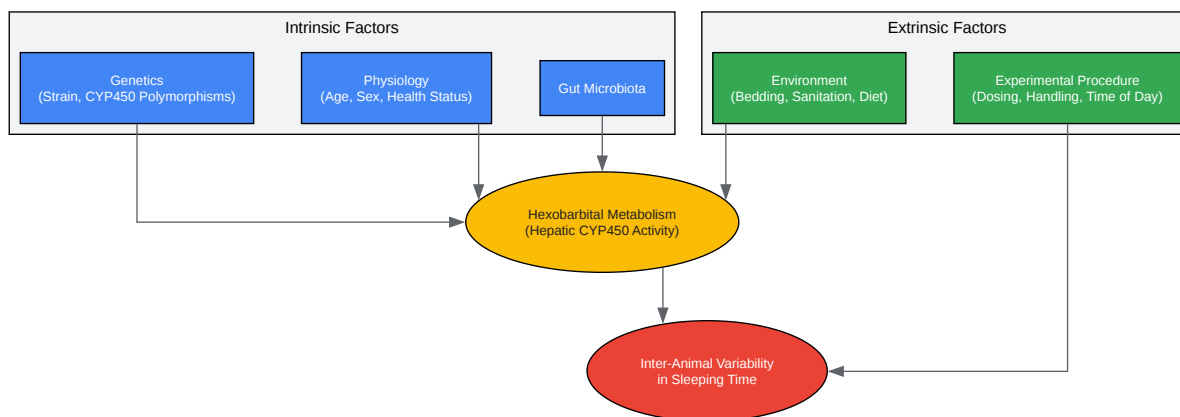 Intrinsic Factors
Extrinsic Factors
Genetics
(Strain, CYP450 Polymorphisms)
Physiology
(Age, Sex, Health Status)
Gut Microbiota
Environment
(Bedding, Sanitation, Diet)
Experimental Procedure
(Dosing, Handling, Time of Day)
Hexobarbital Metabolism
(Hepatic CYP450 Activity)
Inter-Animal Variability
in Sleeping Time